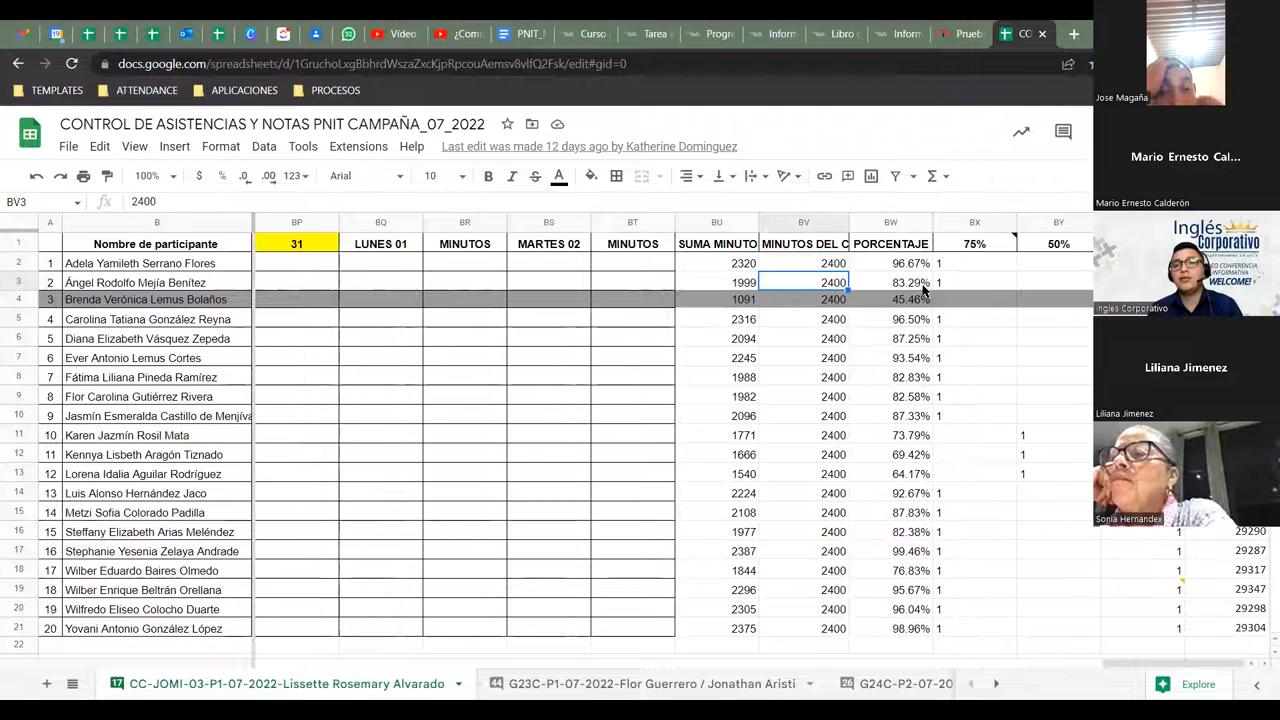 Vídeo
¿Com
PNIT_
Curso
Tarea
Progr
Inform
Libro
Inform
Prueb
CO
docs.google.com/spreadsheets/d/1GruchoLxgBbhrdWszaZxcKjpRpouAemsv8vlfQ2Fsk/edit#gid=0
TEMPLATES ATTENDANCE APLICACIONES PROCESOS
CONTROL DE ASISTENCIAS Y NOTAS PNIT CAMPAÑA_07_2022
File Edit View Insert Format Data Tools Extensions Help Last edit was made 12 days ago by Katherine Dominguez
100% $ % .0 .00 123 Arial 10 B I S A
BV3 fx 2400
A B BP BQ BR BS BT BU BV BW BX BY
1 Nombre de participante 31 LUNES 01 MINUTOS MARTES 02 MINUTOS SUMA MINUTO MINUTOS DEL C PORCENTAJE 75% 50%
2 1 Adela Yamileth Serrano Flores 2320 2400 96.67% 1
3 2 Ángel Rodolfo Mejía Benítez 1999 2400 83.29% 1
4 3 Brenda Verónica Lemus Bolaños 1091 2400 45.46%
5 4 Carolina Tatiana González Reyna 2316 2400 96.50% 1
6 5 Diana Elizabeth Vásquez Zepeda 2094 2400 87.25% 1
7 6 Ever Antonio Lemus Cortes 2245 2400 93.54% 1
8 7 Fátima Liliana Pineda Ramírez 1988 2400 82.83% 1
9 8 Flor Carolina Gutiérrez Rivera 1982 2400 82.58% 1
10 9 Jasmín Esmeralda Castillo de Menjíva 2096 2400 87.33% 1
11 10 Karen Jazmín Rosil Mata 1771 2400 73.79% 1
12 11 Kennya Lisbeth Aragón Tiznado 1666 2400 69.42% 1
13 12 Lorena Idalia Aguilar Rodríguez 1540 2400 64.17% 1
14 13 Luis Alonso Hernández Jaco 2224 2400 92.67% 1
15 14 Metzi Sofia Colorado Padilla 2108 2400 87.83% 1
16 15 Steffany Elizabeth Arias Meléndez 1977 2400 82.38% 1 1 29290
17 16 Stephanie Yesenia Zelaya Andrade 2387 2400 99.46% 1 1 29287
18 17 Wilber Eduardo Baires Olmedo 1844 2400 76.83% 1 1 29317
19 18 Wilber Enrique Beltrán Orellana 2296 2400 95.67% 1 1 29347
20 19 Wilfredo Eliseo Colocho Duarte 2305 2400 96.04% 1 1 29298
21 20 Yovani Antonio González López 2375 2400 98.96% 1 1 29304
22
17 CC-JOMI-03-P1-07-2022-Lissette Rosemary Alvarado 44 G23C-P1-07-2022-Flor Guerrero / Jonathan Aristi 26 G24C-P2-07-20 Explore
Jose Magaña
Mario Ernesto Cal...
Mario Ernesto Calderón
Inglés
Corporativo
WELCOME!
Inglés Corporativo
Liliana Jimenez
Liliana Jimenez
Sonia Hernandez